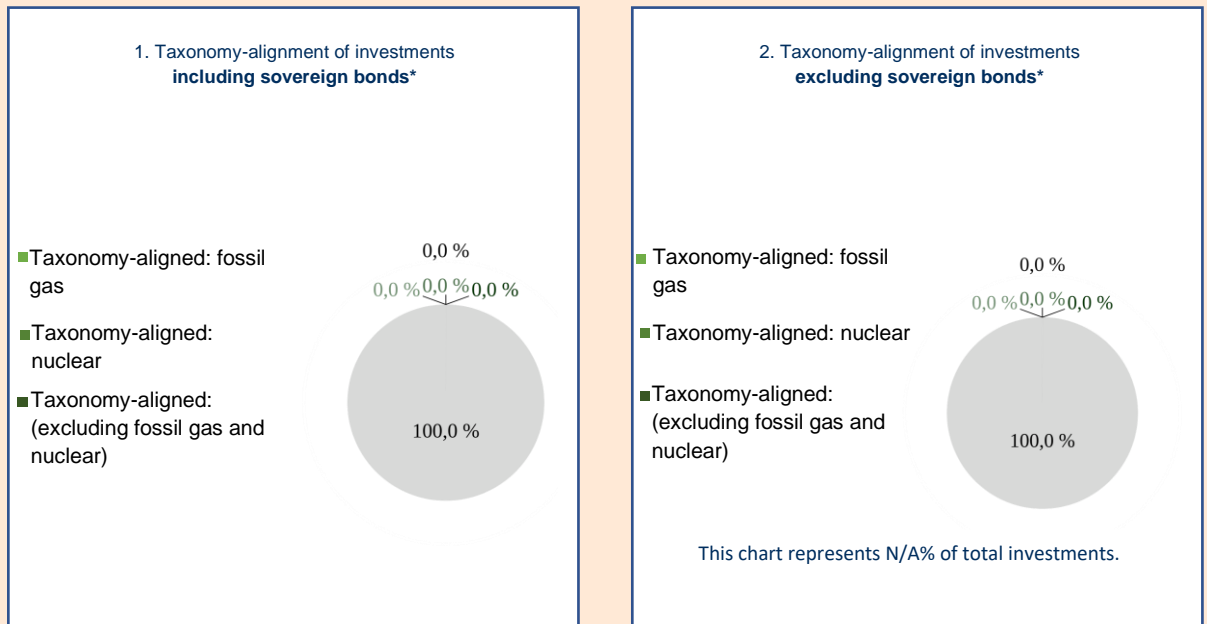 1. Taxonomy-alignment of investments
including sovereign bonds*
Taxonomy-aligned: fossil
gas
Taxonomy-aligned:
nuclear
Taxonomy-aligned:
(excluding fossil gas and
nuclear)
0,0 %
0,0 % 0,0 % 0,0 %
100,0 %
2. Taxonomy-alignment of investments
excluding sovereign bonds*
Taxonomy-aligned: fossil
gas
Taxonomy-aligned: nuclear
Taxonomy-aligned:
(excluding fossil gas and
nuclear)
0,0 %
0,0 % 0,0 % 0,0 %
100,0 %
This chart represents N/A% of total investments.